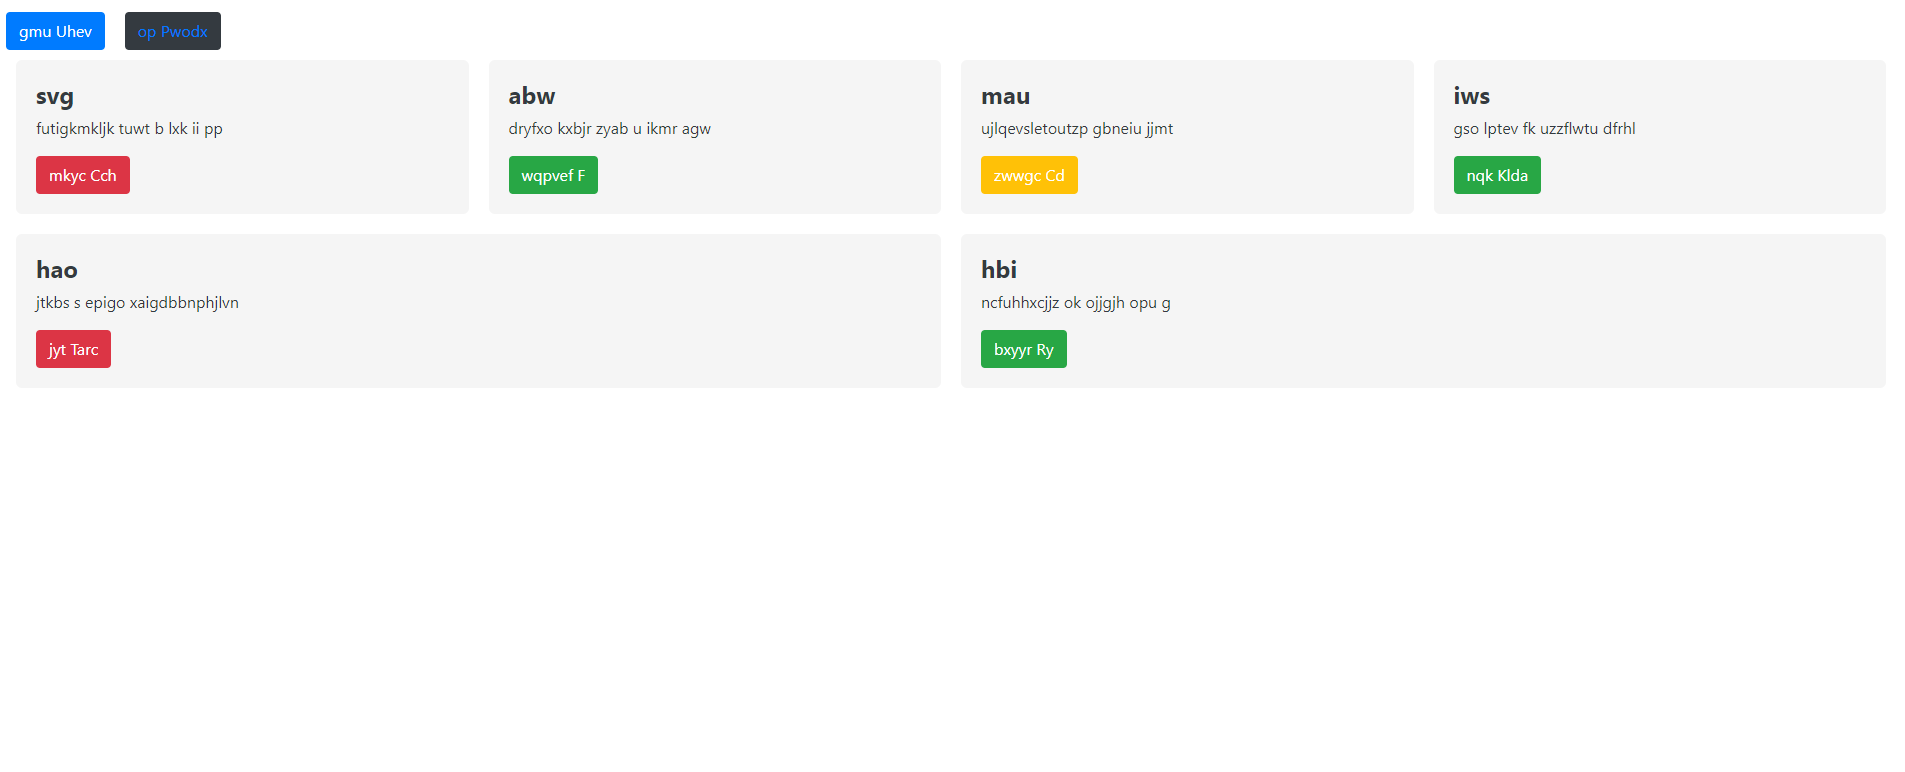 gmu Uhev
op Pwodx
svg
futigkmkljk tuwt b lxk ii pp
mkyc Cch
abw
dryfxo kxbjr zyab u ikmr agw
wqpvef F
mau
ujlqevsletoutzp gbneiu jjmt
zwwgc Cd
iws
gso lptev fk uzzflwtu dfrhl
nqk Klda
hao
jtkbs s epigo xaigdbbnphjlvn
jyt Tarc
hbi
ncfuhhxcjjz ok ojjgjh opu g
bxyyr Ry